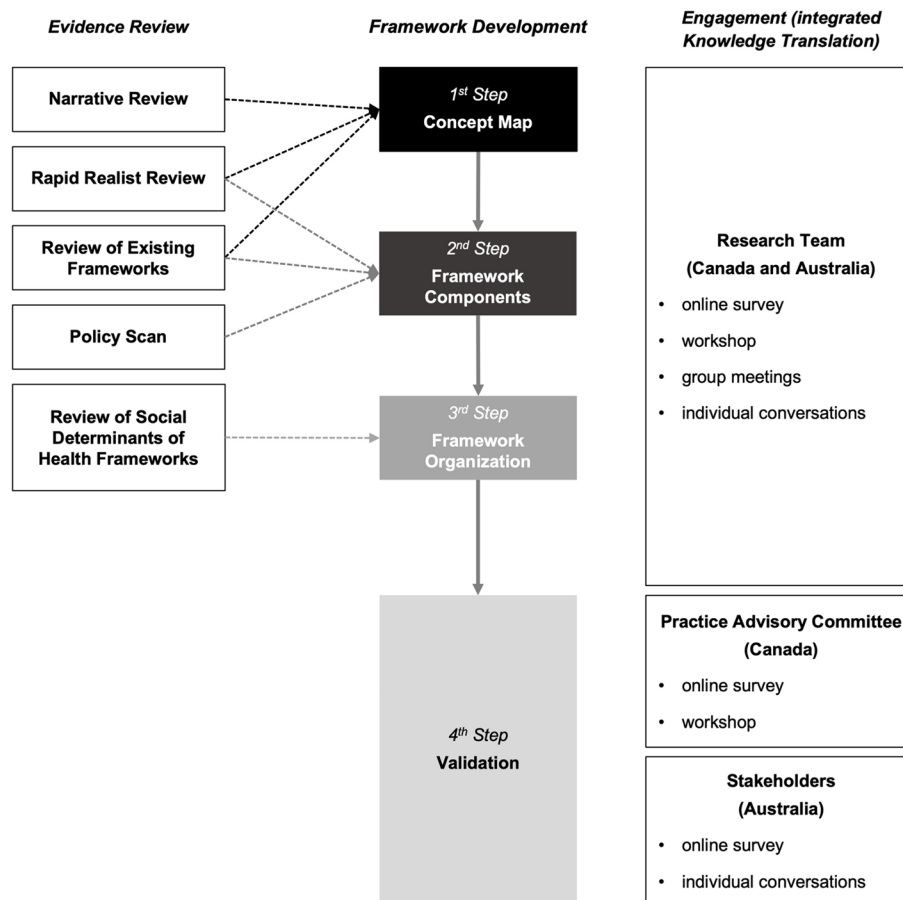 Evidence Review
Narrative Review
Rapid Realist Review
Review of Existing
Frameworks
Policy Scan
Review of Social
Determinants of
Health Frameworks
Framework Development
1st Step
Concept Map
2nd Step
Framework
Components
3rd Step
Framework
Organization
4th Step
Validation
Engagement (integrated
Knowledge Translation)
Research Team
(Canada and Australia)
• online survey
• workshop
• group meetings
• individual conversations
Practice Advisory Committee
(Canada)
• online survey
• workshop
Stakeholders
(Australia)
• online survey
• individual conversations